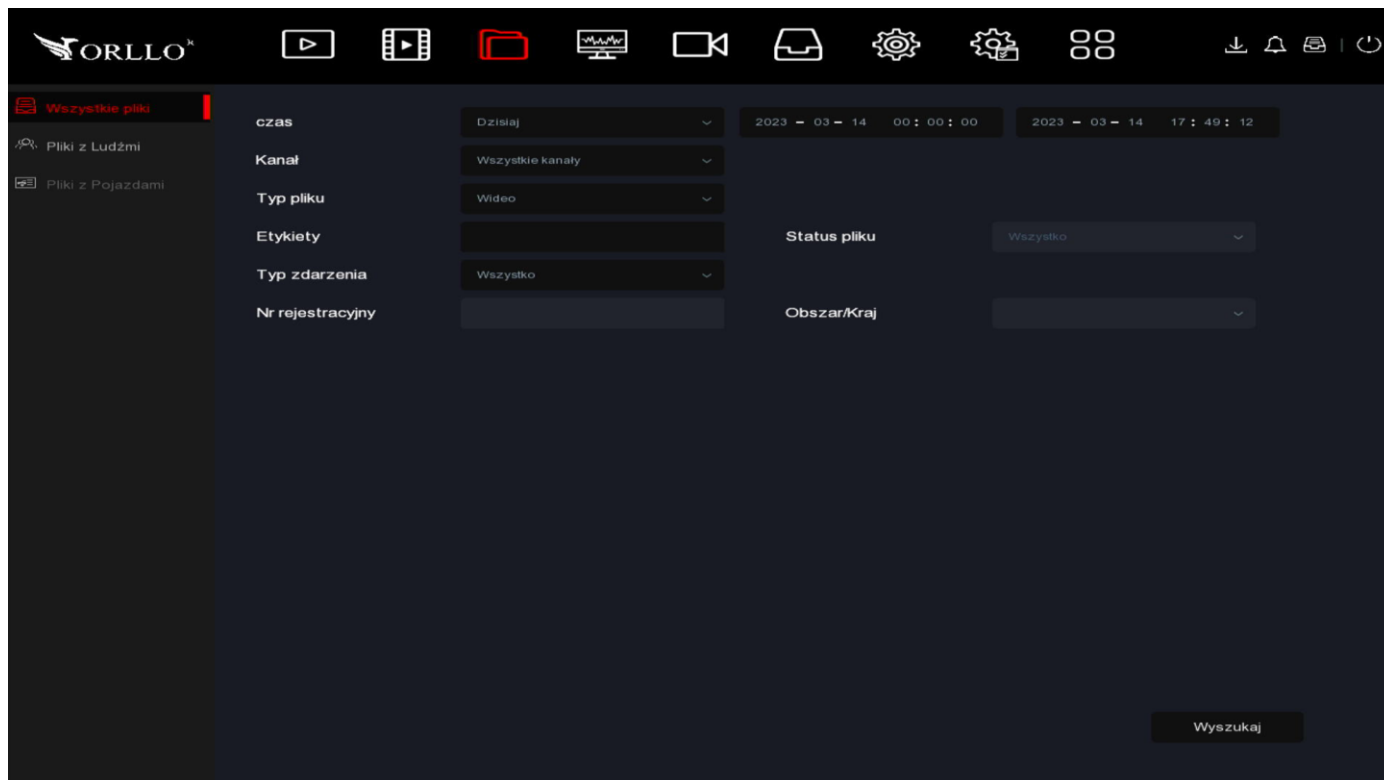 ORLLO
Wszystkie pliki
Pliki z Ludźmi
Pliki z Pojazdami
czas Dzisiaj 2023 - 03 - 14 00 : 00 : 00 2023 - 03 - 14 17 : 49 : 12
Kanał Wszystkie kanały
Typ pliku Wideo
Etykiety Status pliku Wszystko
Typ zdarzenia Wszystko
Nr rejestracyjny Obszar/Kraj
Wyszukaj